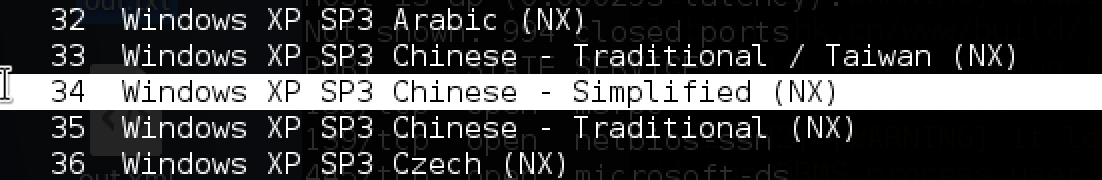 32 Windows XP SP3 Arabic (NX)
33 Windows XP SP3 Chinese - Traditional / Taiwan (NX)
34 Windows XP SP3 Chinese - Simplified (NX)
35 Windows XP SP3 Chinese - Traditional (NX)
36 Windows XP SP3 Czech (NX)